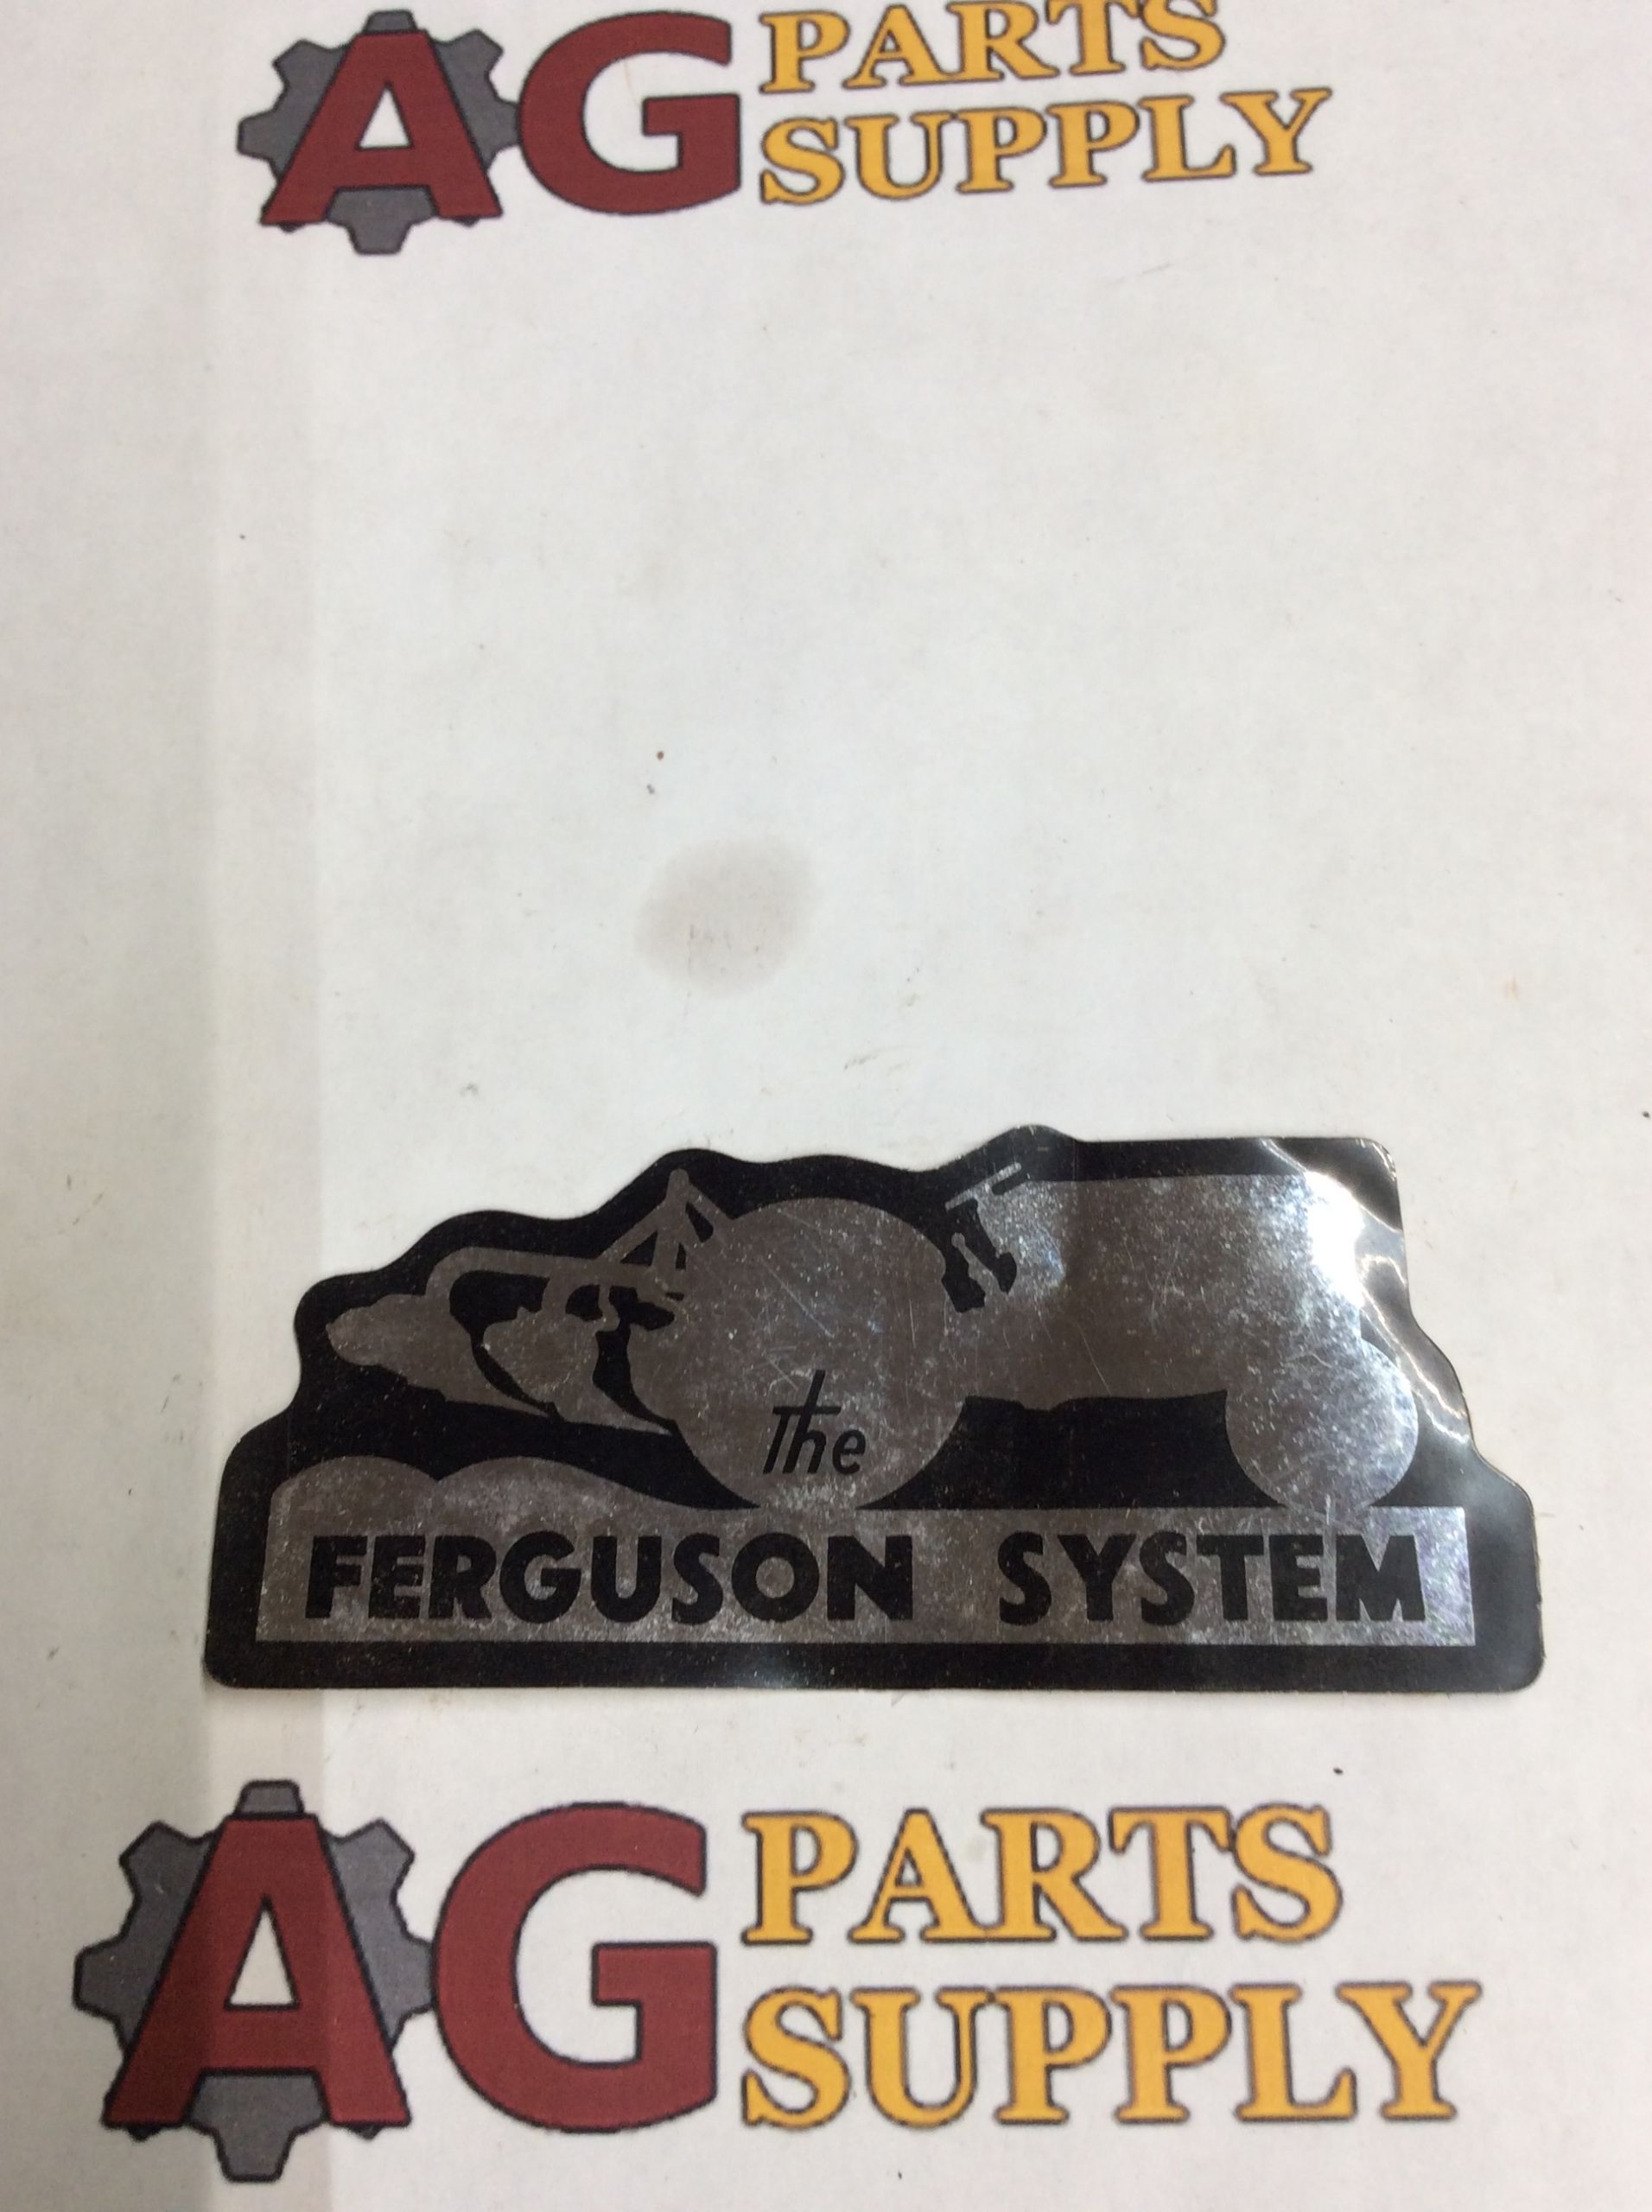 AG PARTS
SUPPLY
the
FERGUSON SYSTEM
AG PARTS
SUPPLY